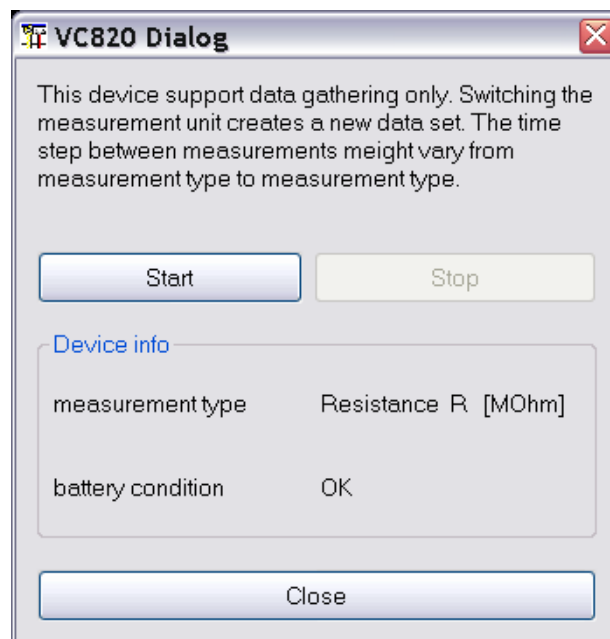 VC820 Dialog
This device support data gathering only. Switching the
measurement unit creates a new data set. The time
step between measurements meight vary from
measurement type to measurement type.
Start Stop
Device info
measurement type Resistance R [MOhm]
battery condition OK
Close